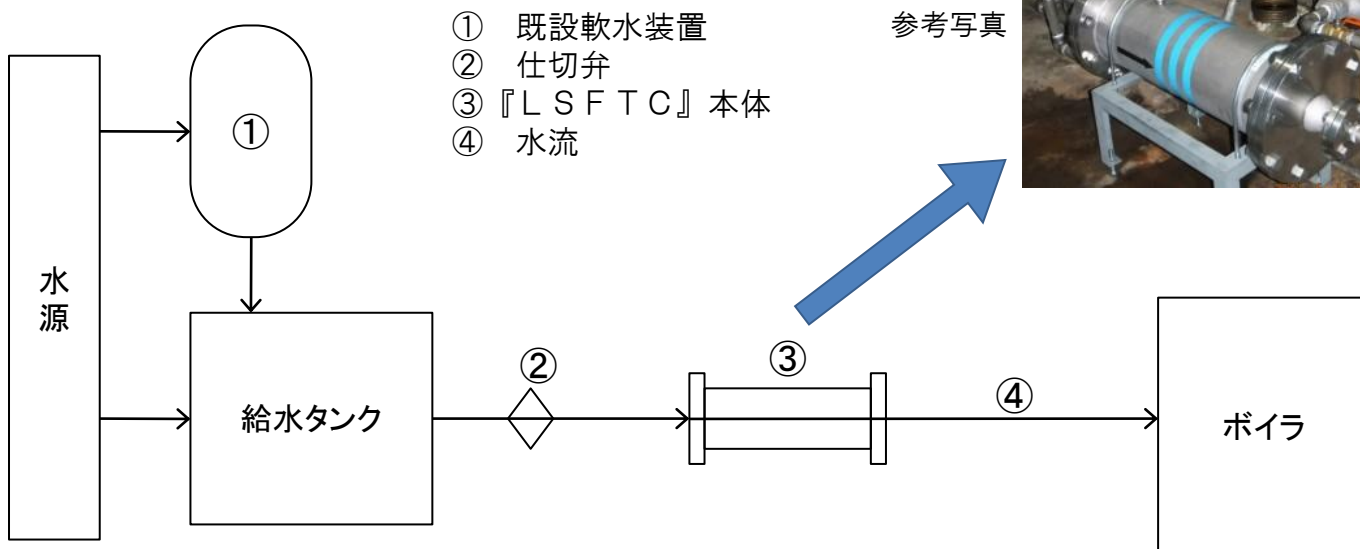 ① 既設軟水装置
② 仕切弁
③『ＬＳＦＴＣ』本体
④ 水流
参考写真
①
水源
給水タンク
②
③
④
ボイラ